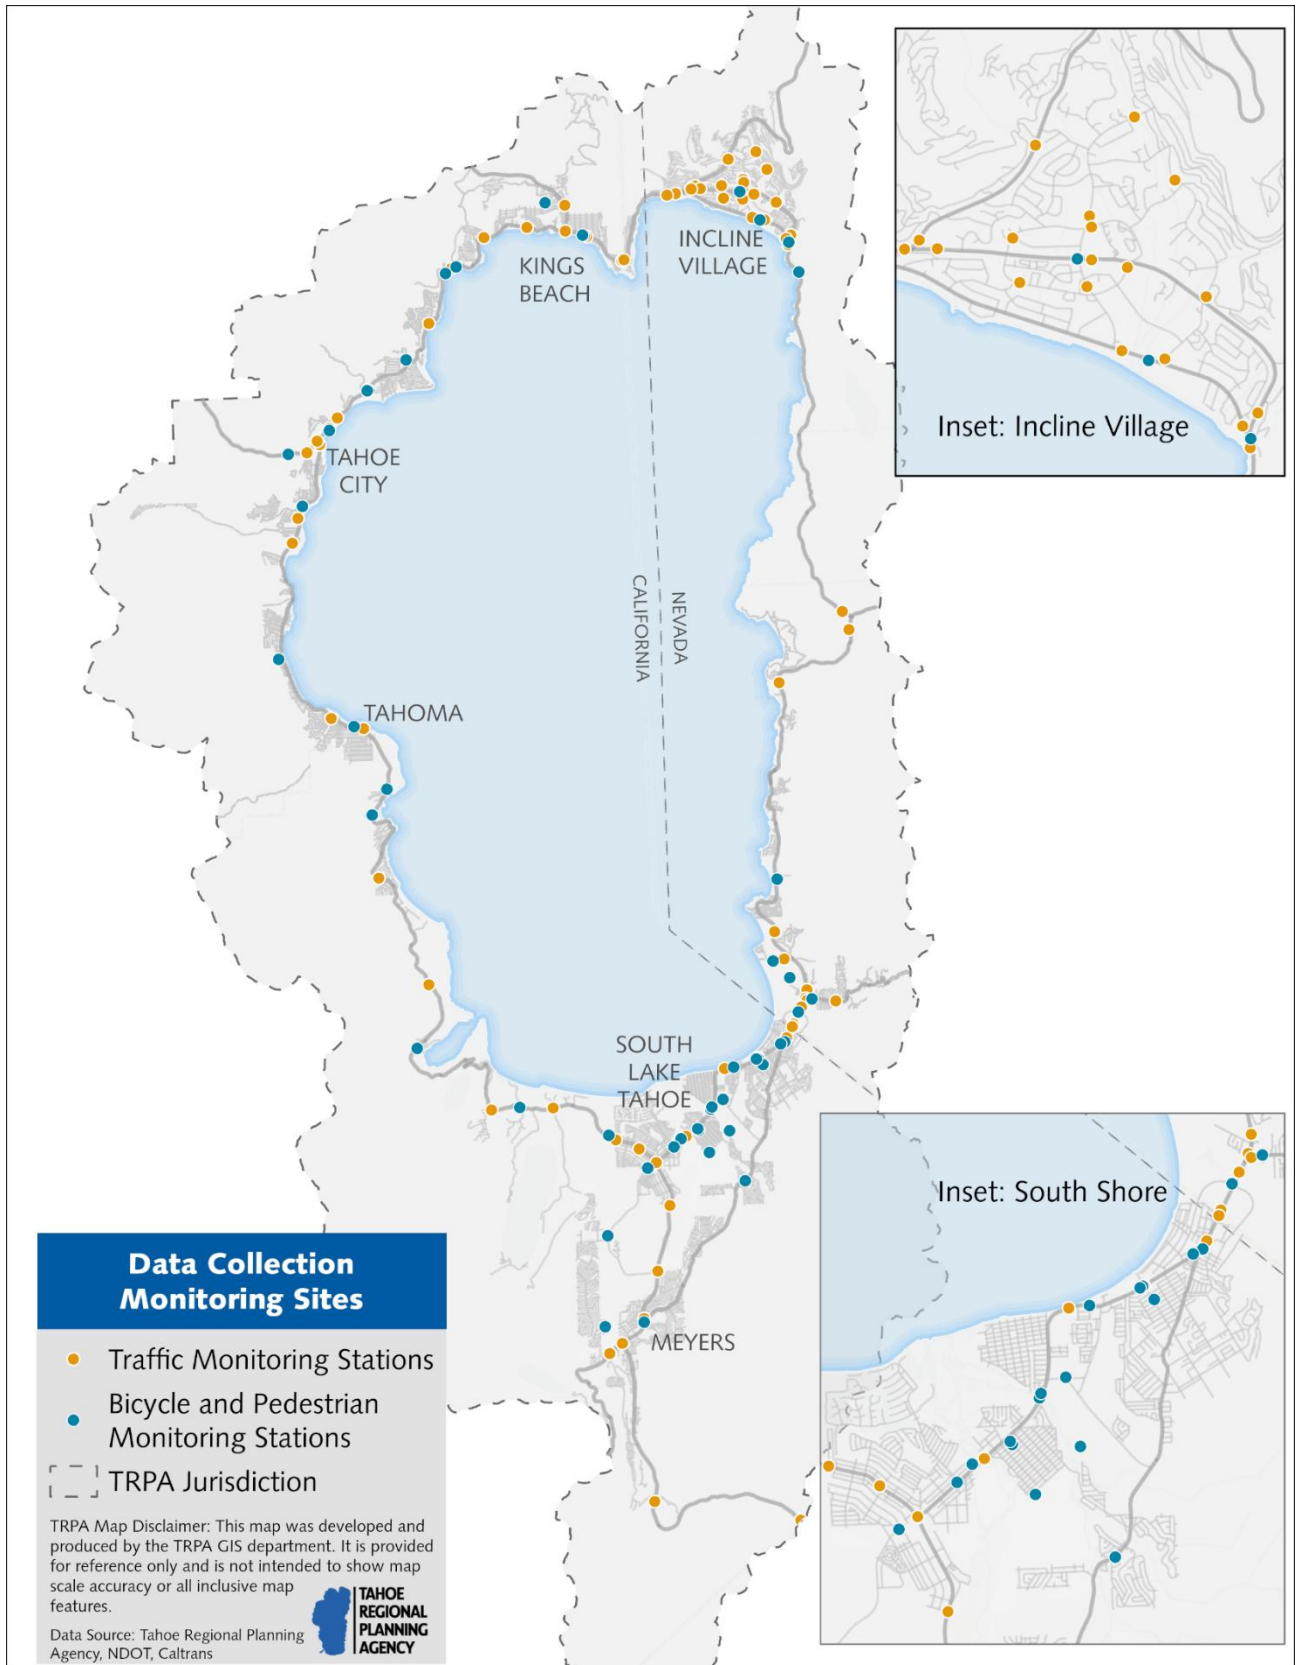 Inset: Incline Village
KINGS
BEACH
INCLINE
VILLAGE
TAHOE
CITY
CALIFORNIA
NEVADA
TAHOMA
SOUTH
LAKE
TAHOE
MEYERS
Inset: South Shore
Data Collection
Monitoring Sites
Traffic Monitoring Stations
Bicycle and Pedestrian
Monitoring Stations
TRPA Jurisdiction
TRPA Map Disclaimer: This map was developed and
produced by the TRPA GIS department. It is provided
for reference only and is not intended to show map
scale accuracy or all inclusive map
features.
Data Source: Tahoe Regional Planning
Agency, NDOT, Caltrans
TAHOE
REGIONAL
PLANNING
AGENCY